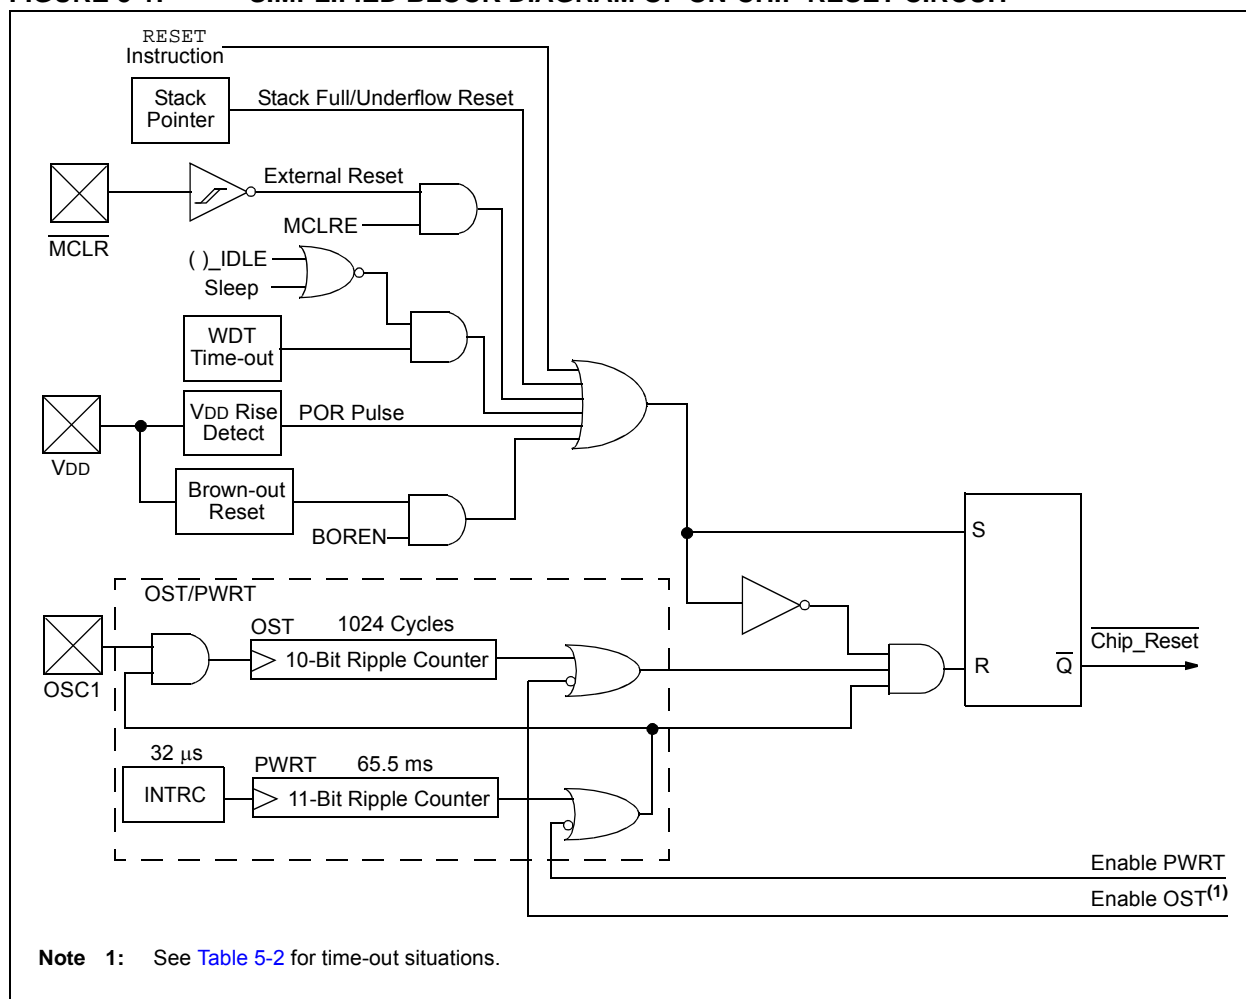 RESET
Instruction
Stack
Pointer
Stack Full/Underflow Reset
External Reset
MCLR
MCLRE
( )_IDLE
Sleep
WDT
Time-out
VDD Rise
Detect
POR Pulse
VDD
Brown-out
Reset
BOREN
S
OST/PWRT
OST
1024 Cycles
10-Bit Ripple Counter
OSC1
R
Q
Chip_Reset
32 μs
INTRC
PWRT
65.5 ms
11-Bit Ripple Counter
Enable PWRT
Enable OST(1)
Note 1: See Table 5-2 for time-out situations.